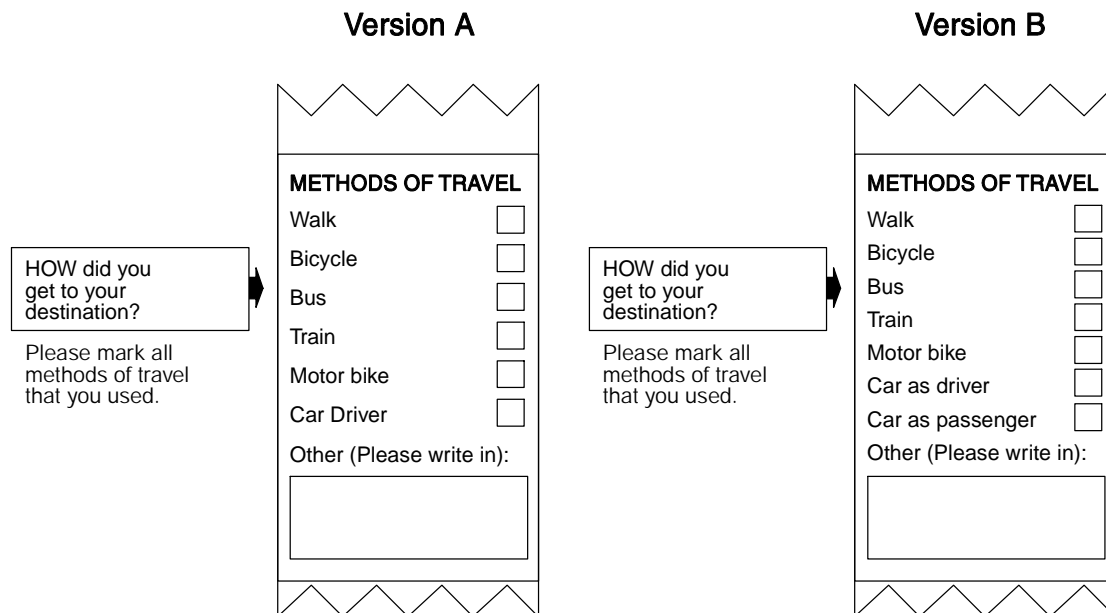 Version A
HOW did you
get to your
destination?
Please mark all
methods of travel
that you used.
METHODS OF TRAVEL
Walk
Bicycle
Bus
Train
Motor bike
Car Driver
Other (Please write in):
Version B
HOW did you
get to your
destination?
Please mark all
methods of travel
that you used.
METHODS OF TRAVEL
Walk
Bicycle
Bus
Train
Motor bike
Car as driver
Car as passenger
Other (Please write in):